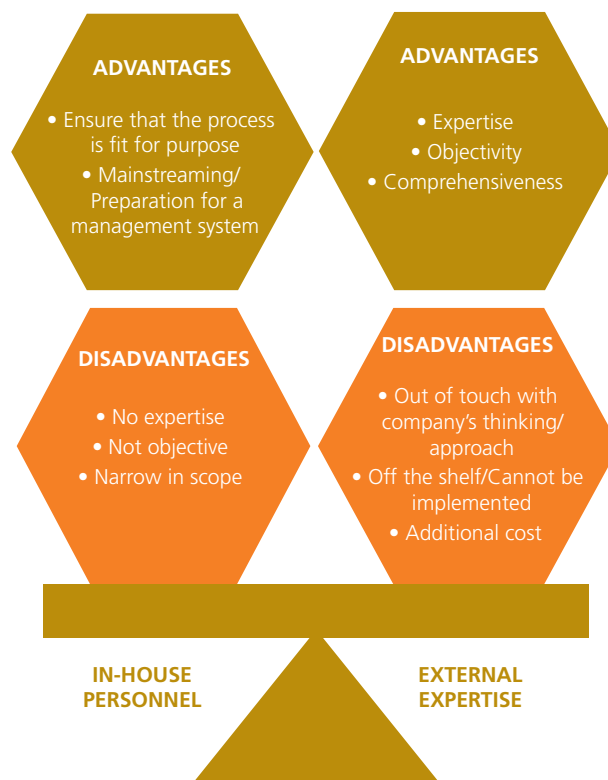 ADVANTAGES
• Ensure that the process
is fit for purpose
• Mainstreaming/
Preparation for a
management system
ADVANTAGES
• Expertise
• Objectivity
• Comprehensiveness
DISADVANTAGES
• No expertise
• Not objective
• Narrow in scope
DISADVANTAGES
• Out of touch with
company’s thinking/
approach
• Off the shelf/Cannot be
implemented
• Additional cost
IN-HOUSE
PERSONNEL
EXTERNAL
EXPERTISE